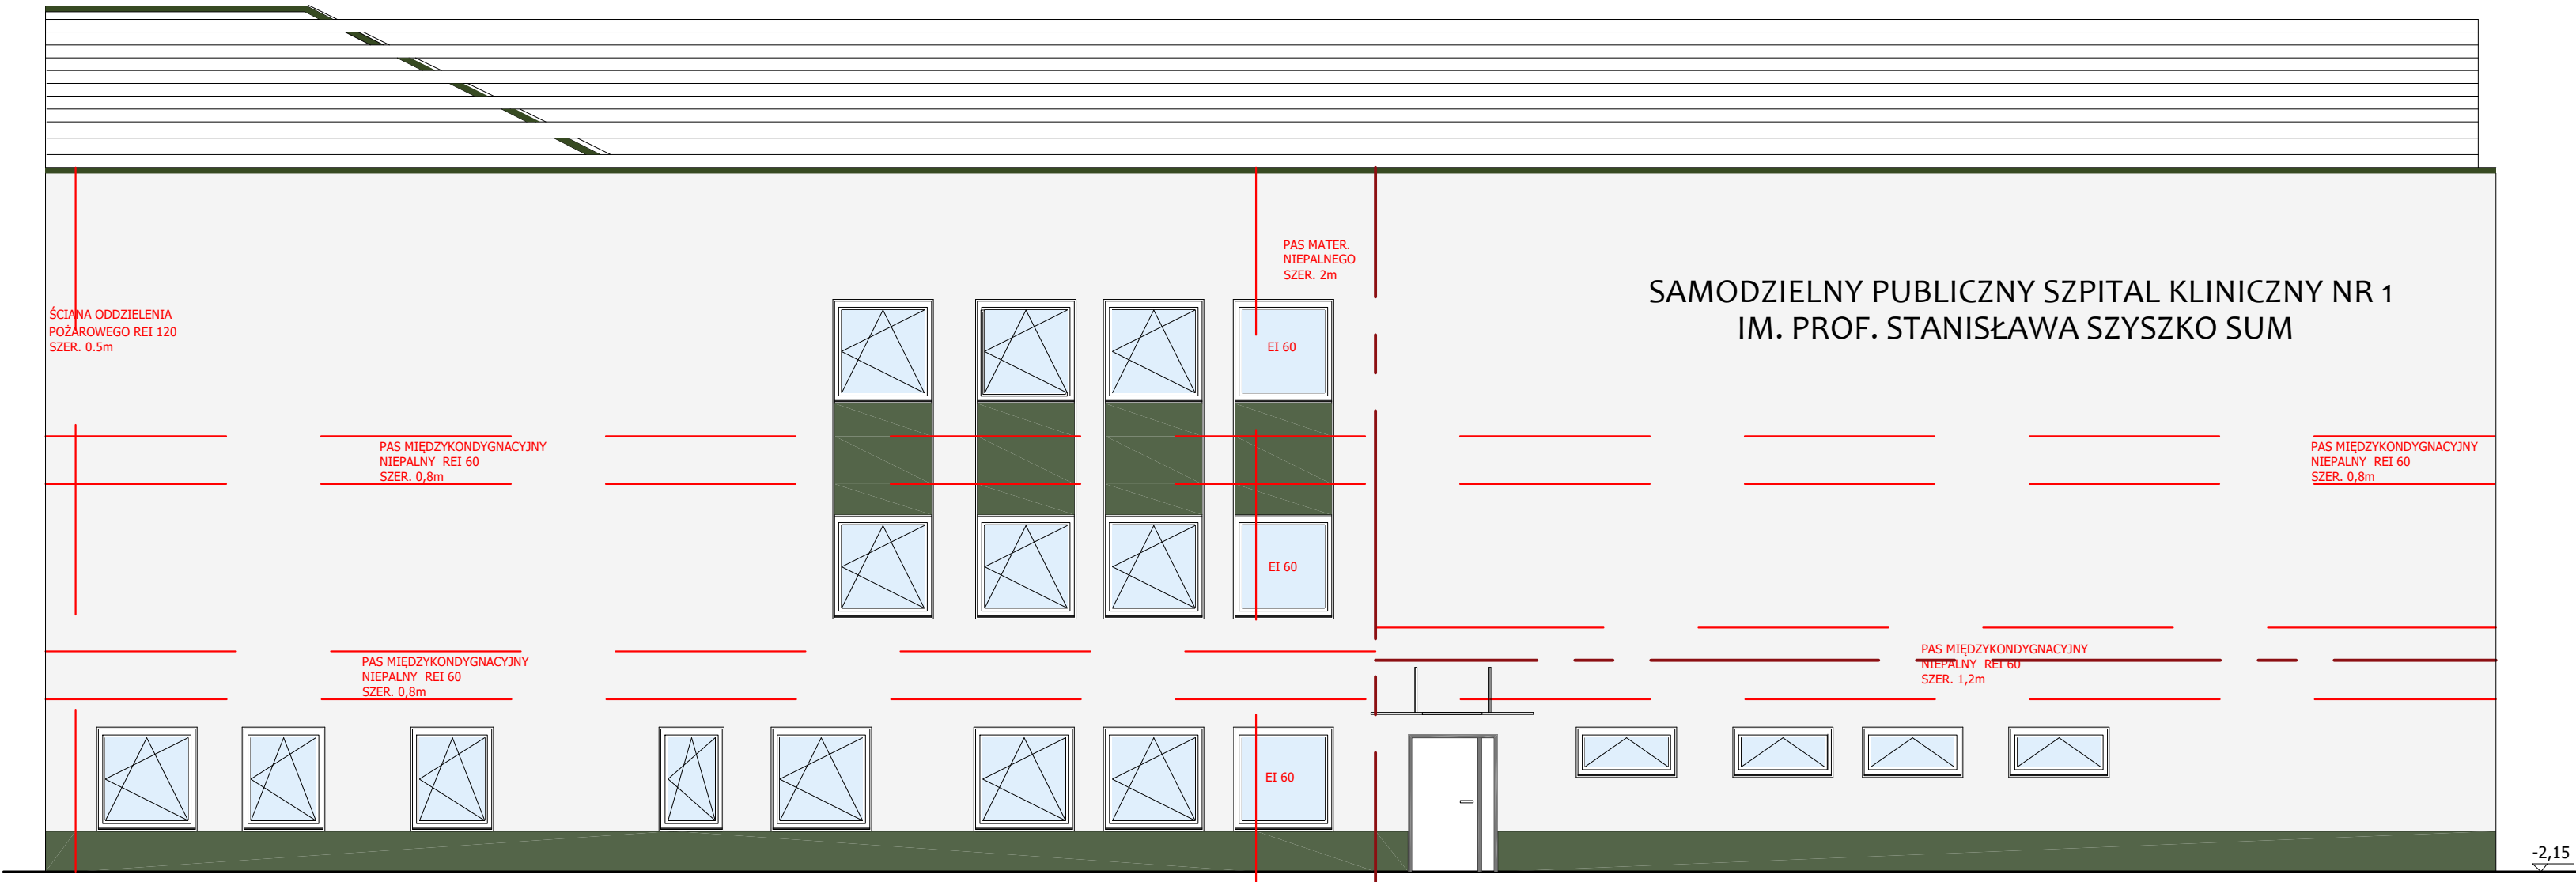 PAS MATER.
NIEPALNEGO
SZER. 2m
SAMODZIELNY PUBLICZNY SZPITAL KLINICZNY NR 1
IM. PROF. STANISŁAWA SZYSZKO SUM
ŚCIANA ODDZIELENIA
POŻAROWEGO REI 120
SZER. 0.5m
EI 60
PAS MIĘDZYKONDYGNACYJNY
NIEPALNY REI 60
SZER. 0,8m
PAS MIĘDZYKONDYGNACYJNY
NIEPALNY REI 60
SZER. 0,8m
EI 60
PAS MIĘDZYKONDYGNACYJNY
NIEPALNY REI 60
SZER. 0,8m
PAS MIĘDZYKONDYGNACYJNY
NIEPALNY REI 60
SZER. 1,2m
EI 60
-2,15